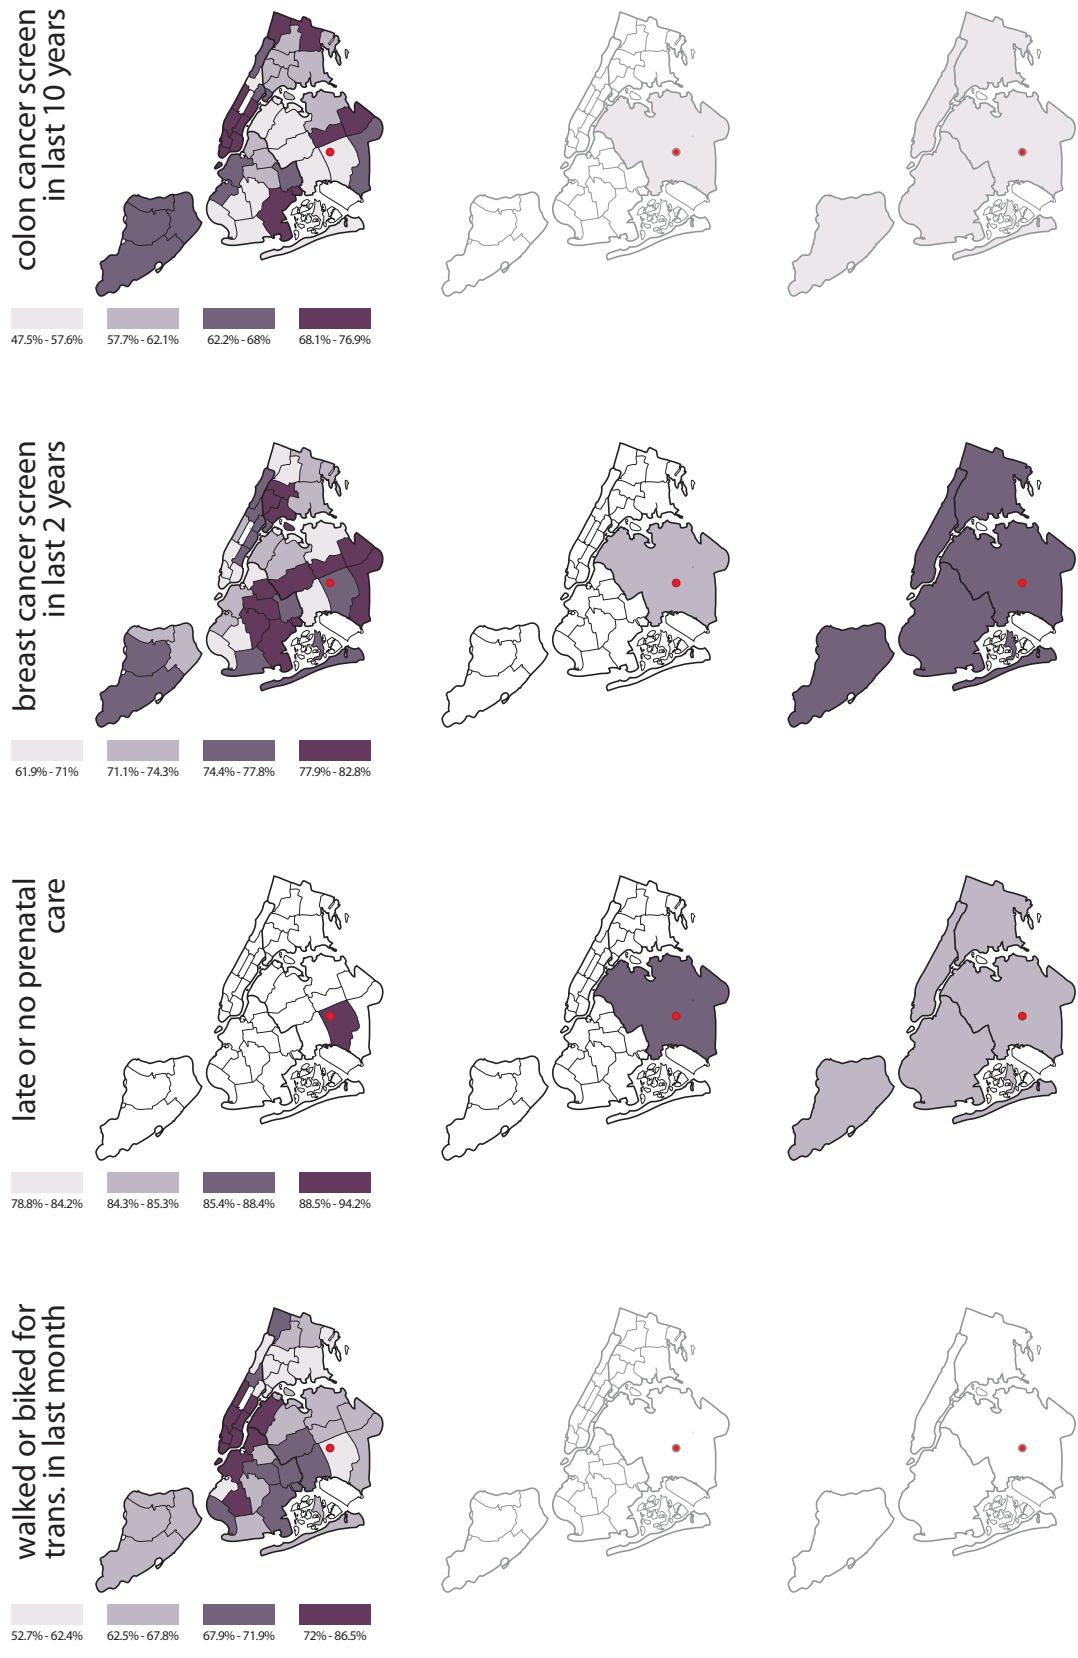 colon cancer screen
in last 10 years
47.5% - 57.6%
57.7% - 62.1%
62.2% - 68%
68.1% - 76.9%
breast cancer screen
in last 2 years
61.9% - 71%
71.1% - 74.3%
74.4% - 77.8%
77.9% - 82.8%
late or no prenatal
care
78.8% - 84.2%
84.3% - 85.3%
85.4% - 88.4%
88.5% - 94.2%
walked or biked for
trans. in last month
52.7% - 62.4%
62.5% - 67.8%
67.9% - 71.9%
72% - 86.5%